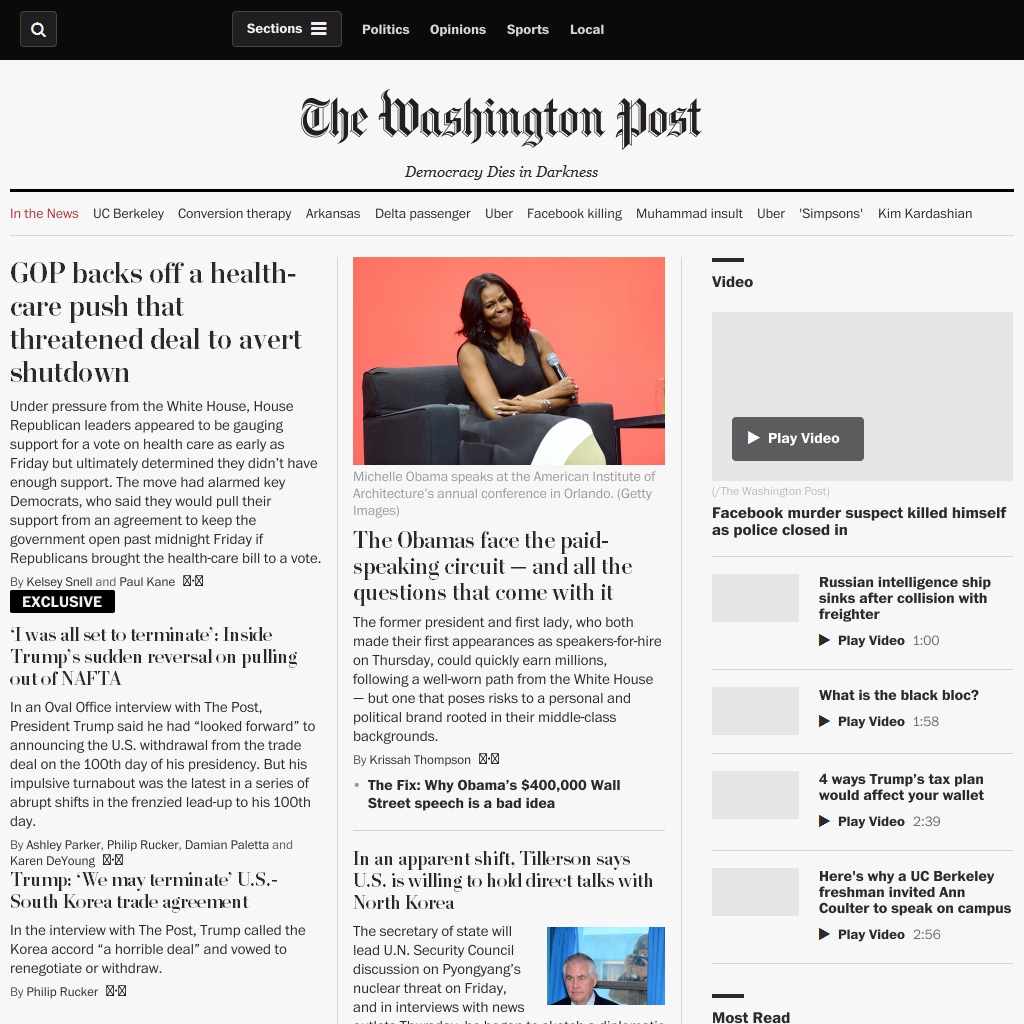 Sections
Politics
Opinions
Sports
Local
The Washington Post
Democracy Dies in Darkness
In the News
UC Berkeley
Conversion therapy
Arkansas
Delta passenger
Uber
Facebook killing
Muhammad insult
Uber
'Simpsons'
Kim Kardashian
GOP backs off a health-
care push that
threatened deal to avert
shutdown
Under pressure from the White House, House
Republican leaders appeared to be gauging
support for a vote on health care as early as
Friday but ultimately determined they didn’t have
enough support. The move had alarmed key
Democrats, who said they would pull their
support from an agreement to keep the
government open past midnight Friday if
Republicans brought the health-care bill to a vote.
By Kelsey Snell and Paul Kane
EXCLUSIVE
‘I was all set to terminate’: Inside
Trump’s sudden reversal on pulling
out of NAFTA
In an Oval Office interview with The Post,
President Trump said he had “looked forward” to
announcing the U.S. withdrawal from the trade
deal on the 100th day of his presidency. But his
impulsive turnabout was the latest in a series of
abrupt shifts in the frenzied lead-up to his 100th
day.
By Ashley Parker, Philip Rucker, Damian Paletta and
Karen DeYoung
Trump: ‘We may terminate’ U.S.-
South Korea trade agreement
In the interview with The Post, Trump called the
Korea accord “a horrible deal” and vowed to
renegotiate or withdraw.
By Philip Rucker
Michelle Obama speaks at the American Institute of
Architecture’s annual conference in Orlando. (Getty
Images)
The Obamas face the paid-
speaking circuit — and all the
questions that come with it
The former president and first lady, who both
made their first appearances as speakers-for-hire
on Thursday, could quickly earn millions,
following a well-worn path from the White House
— but one that poses risks to a personal and
political brand rooted in their middle-class
backgrounds.
By Krissah Thompson
• The Fix: Why Obama’s $400,000 Wall
Street speech is a bad idea
In an apparent shift, Tillerson says
U.S. is willing to hold direct talks with
North Korea
The secretary of state will
lead U.N. Security Council
discussion on Pyongyang’s
nuclear threat on Friday,
and in interviews with news
outlets Thursday, he began to sketch a diplomatic
Video
Play Video
(/The Washington Post)
Facebook murder suspect killed himself
as police closed in
Russian intelligence ship
sinks after collision with
freighter
Play Video 1:00
What is the black bloc?
Play Video 1:58
4 ways Trump’s tax plan
would affect your wallet
Play Video 2:39
Here's why a UC Berkeley
freshman invited Ann
Coulter to speak on campus
Play Video 2:56
Most Read